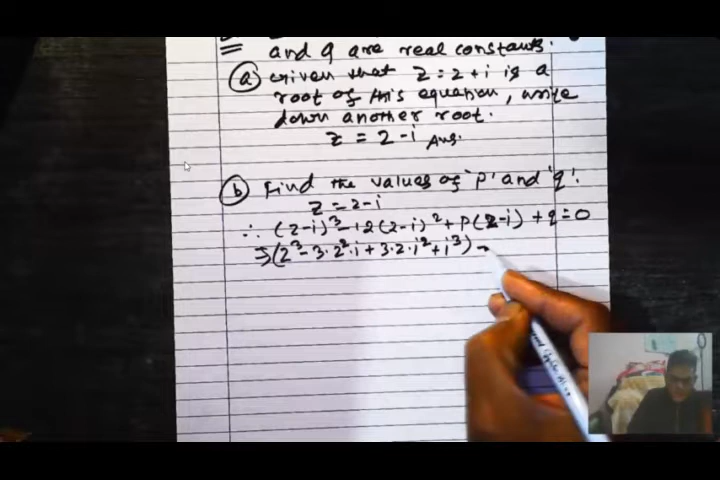 and q are real constants.
(a) Given that z = 2 + i is a
root of this equation, write
down another root.
z = 2 - i Ans.
(b) Find the values of 'p' and 'q'.
z = 2 - i
∴ (2-i)³ - 12(2-i)² + p(2-i) + q = 0
⇒ (2³ - 3·2²·i + 3·2·i² + i³) -